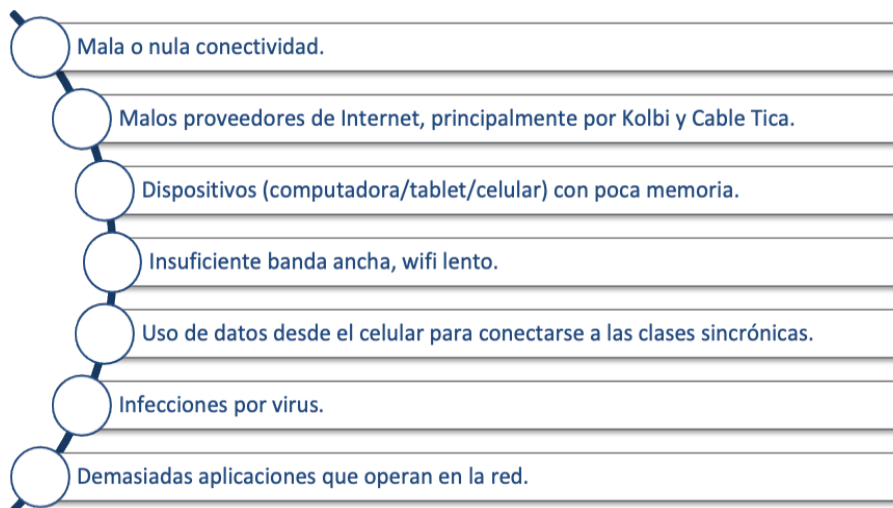 Mala o nula conectividad.
Malos proveedores de Internet, principalmente por Kolbi y Cable Tica.
Dispositivos (computadora/tablet/celular) con poca memoria.
Insuficiente banda ancha, wifi lento.
Uso de datos desde el celular para conectarse a las clases sincrónicas.
Infecciones por virus.
Demasiadas aplicaciones que operan en la red.